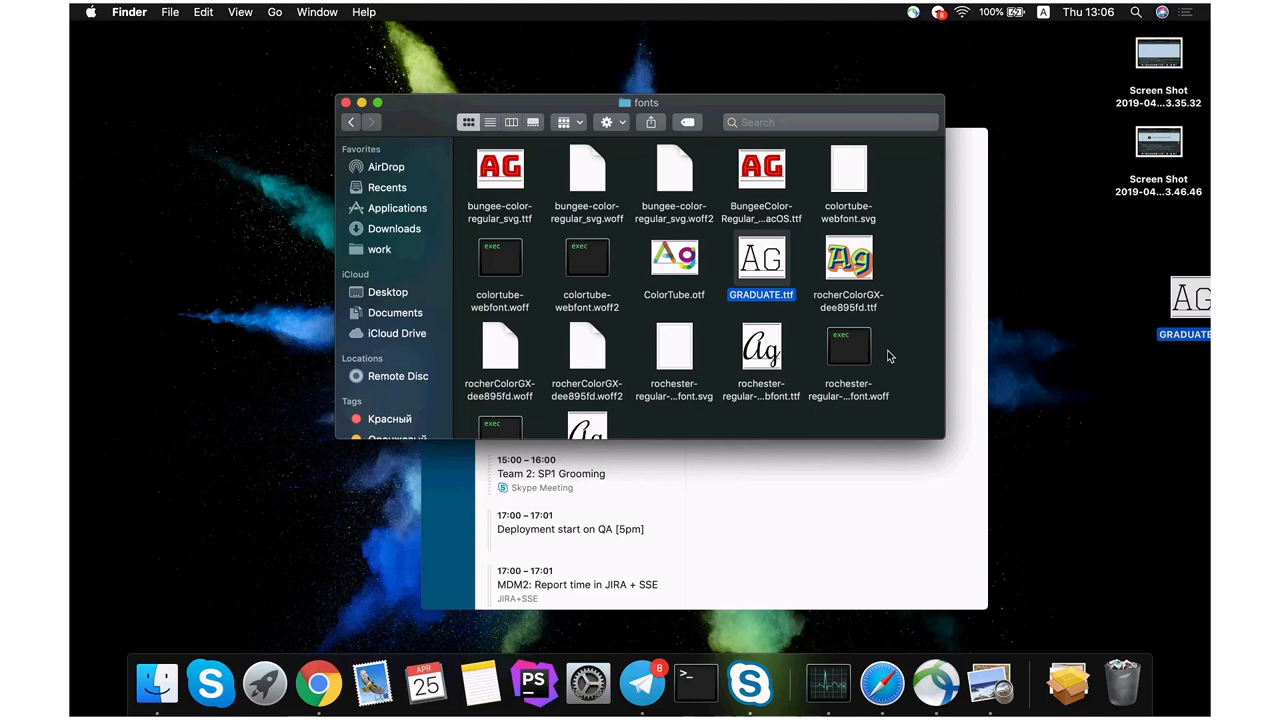 Finder File Edit View Go Window Help 8 100% A Thu 13:06
Screen Shot
2019-04...3.35.32
Screen Shot
2019-04...3.46.46
GRADUATE
fonts
Search
Favorites
AirDrop
Recents
Applications
Downloads
work
iCloud
Desktop
Documents
iCloud Drive
Locations
Remote Disc
Tags
Красный
Оранжевый
AG AG
bungee-color-
regular_svg.ttf
bungee-color-
regular_svg.woff
bungee-color-
regular_svg.woff2
BungeeColor-
Regular_...acOS.ttf
colortube-
webfont.svg
exec exec Ag AG Ag AG
colortube-
webfont.woff
colortube-
webfont.woff2
ColorTube.otf
GRADUATE.ttf
rocherColorGX-
dee895fd.ttf
Ag exec
rocherColorGX-
dee895fd.woff
rocherColorGX-
dee895fd.woff2
rochester-
regular-...font.svg
rochester-
regular-...bfont.ttf
rochester-
regular-...font.woff
exec Ag
15:00 – 16:00
Team 2: SP1 Grooming
Skype Meeting
17:00 – 17:01
Deployment start on QA [5pm]
17:00 – 17:01
MDM2: Report time in JIRA + SSE
JIRA+SSE
S APR 25 PS 8 >_ S